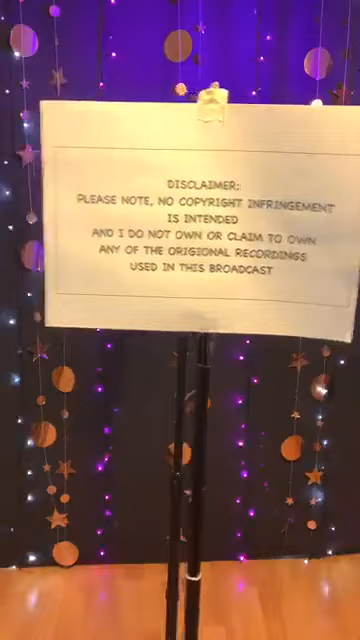 DISCLAIMER:
PLEASE NOTE, NO COPYRIGHT INFRINGEMENT
IS INTENDED
AND I DO NOT OWN OR CLAIM TO OWN
ANY OF THE ORIGIONAL RECORDINGS
USED IN THIS BROADCAST